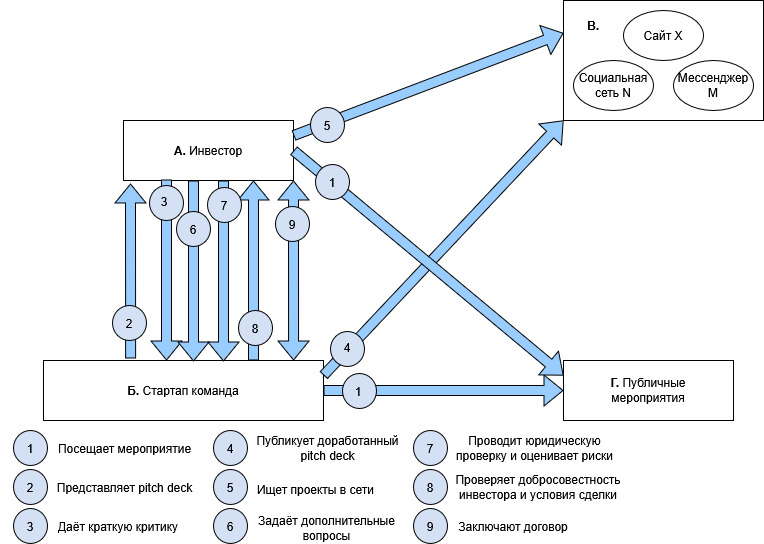 В.
Сайт X
Социальная
сеть N
Мессенджер
М
5
А. Инвестор
1
3
7
6
9
2
8
4
Б. Стартап команда
1
Г. Публичные
мероприятия
1 Посещает мероприятие
2 Представляет pitch deck
3 Даёт краткую критику
4 Публикует доработанный
pitch deck
5 Ищет проекты в сети
6 Задаёт дополнительные
вопросы
7 Проводит юридическую
проверку и оценивает риски
8 Проверяет добросовестность
инвестора и условия сделки
9 Заключают договор